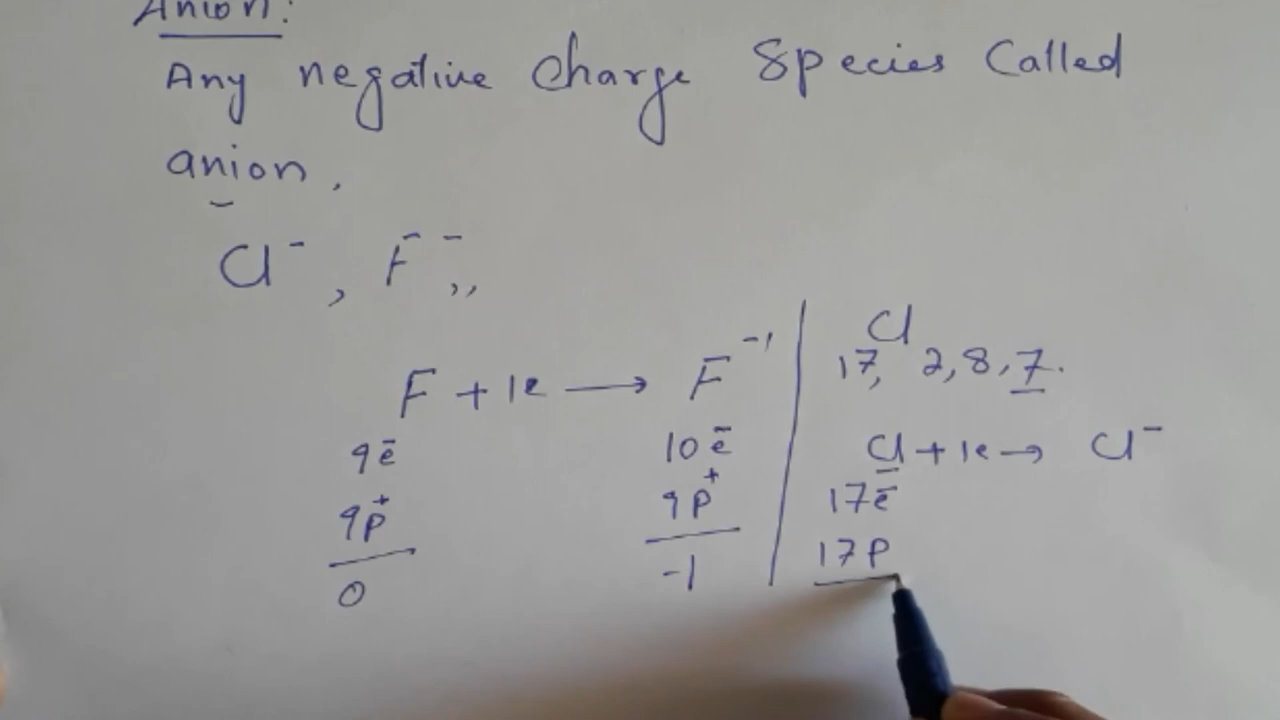 Anion:
Any negative charge Species Called
anion.
Cl⁻, F⁻,,
F + 1e ⟶ F⁻¹
9e⁻ 10e⁻
9p⁺ 9p⁺
0 -1
Cl
17, 2,8,7.
Cl + 1e → Cl⁻
17e⁻
17P